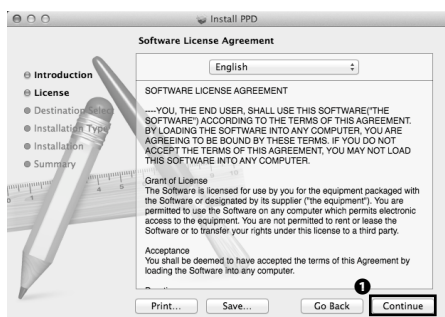 Install PPD
Software License Agreement
Introduction
License
Destination Select
Installation Type
Installation
Summary
English
SOFTWARE LICENSE AGREEMENT
----YOU, THE END USER, SHALL USE THIS SOFTWARE("THE
SOFTWARE") ACCORDING TO THE TERMS OF THIS AGREEMENT.
BY LOADING THE SOFTWARE INTO ANY COMPUTER, YOU ARE
AGREEING TO BE BOUND BY THESE TERMS. IF YOU DO NOT
ACCEPT THE TERMS OF THIS AGREEMENT, YOU MAY NOT LOAD
THIS SOFTWARE INTO ANY COMPUTER.
Grant of License
The Software is licensed for use by you for the equipment packaged with
the Software or designated by its supplier ("the equipment"). You are
permitted to use the Software on any computer which permits electronic
access to the equipment. You are not permitted to rent or lease the
Software or to transfer your rights under this license to a third party.
Acceptance
You shall be deemed to have accepted the terms of this Agreement by
loading the Software into any computer.
1
Print...
Save...
Go Back
Continue